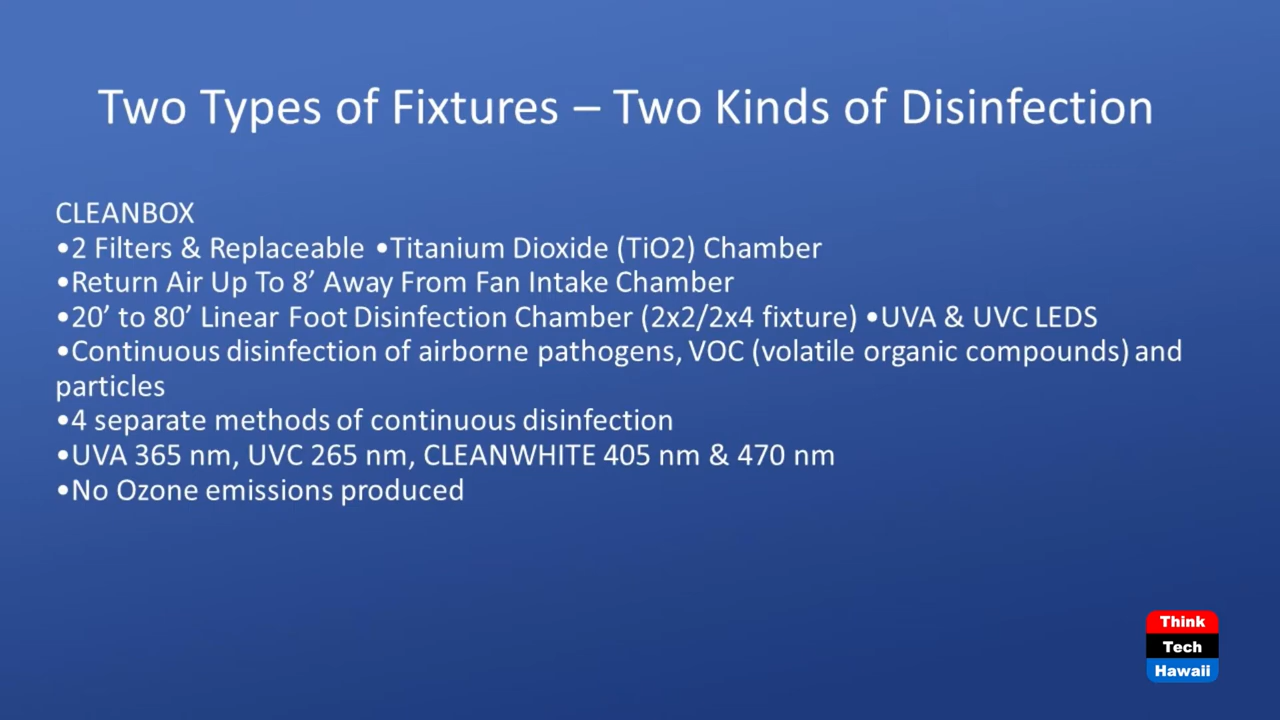 Two Types of Fixtures – Two Kinds of Disinfection
CLEANBOX
•2 Filters & Replaceable •Titanium Dioxide (TiO2) Chamber
•Return Air Up To 8’ Away From Fan Intake Chamber
•20’ to 80’ Linear Foot Disinfection Chamber (2x2/2x4 fixture) •UVA & UVC LEDS
•Continuous disinfection of airborne pathogens, VOC (volatile organic compounds) and
particles
•4 separate methods of continuous disinfection
•UVA 365 nm, UVC 265 nm, CLEANWHITE 405 nm & 470 nm
•No Ozone emissions produced
Think
Tech
Hawaii